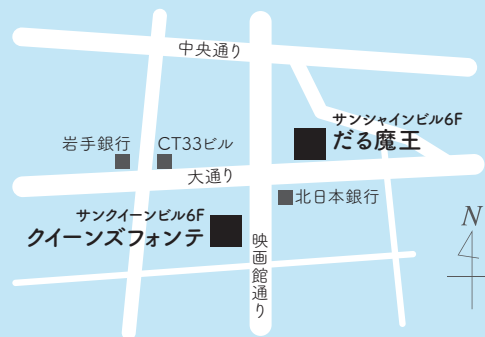 中央通り
サンシャインビル6F
だる魔王
岩手銀行
CT33ビル
大通り
北日本銀行
サンクイーンビル6F
クイーンズフォンテ
映画館通り
N